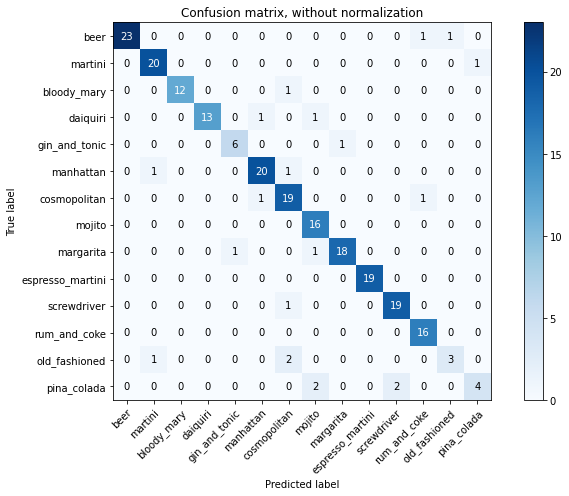 Confusion matrix, without normalization
True label
beer 23 0 0 0 0 0 0 0 0 0 0 1 1 0
martini 0 20 0 0 0 0 0 0 0 0 0 0 0 1
bloody_mary 0 0 12 0 0 0 1 0 0 0 0 0 0 0
daiquiri 0 0 0 13 0 1 0 1 0 0 0 0 0 0
gin_and_tonic 0 0 0 0 6 0 0 0 1 0 0 0 0 0
manhattan 0 1 0 0 0 20 1 0 0 0 0 0 0 0
cosmopolitan 0 0 0 0 0 1 19 0 0 0 0 1 0 0
mojito 0 0 0 0 0 0 0 16 0 0 0 0 0 0
margarita 0 0 0 0 1 0 0 1 18 0 0 0 0 0
espresso_martini 0 0 0 0 0 0 0 0 0 19 0 0 0 0
screwdriver 0 0 0 0 0 0 1 0 0 0 19 0 0 0
rum_and_coke 0 0 0 0 0 0 0 0 0 0 0 16 0 0
old_fashioned 0 1 0 0 0 0 2 0 0 0 0 0 3 0
pina_colada 0 0 0 0 0 0 0 2 0 0 2 0 0 4
beer
martini
bloody_mary
daiquiri
gin_and_tonic
manhattan
cosmopolitan
mojito
margarita
espresso_martini
screwdriver
rum_and_coke
old_fashioned
pina_colada
Predicted label
20
15
10
5
0